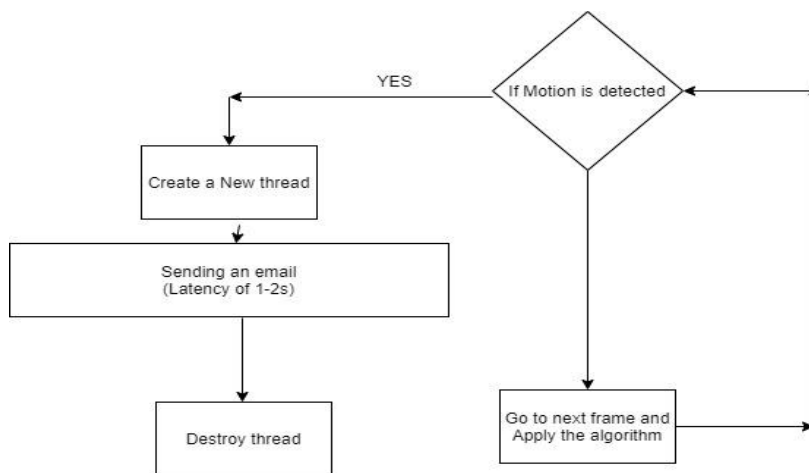 YES
If Motion is detected
Create a New thread
Sending an email
(Latency of 1-2s)
Destroy thread
Go to next frame and
Apply the algorithm